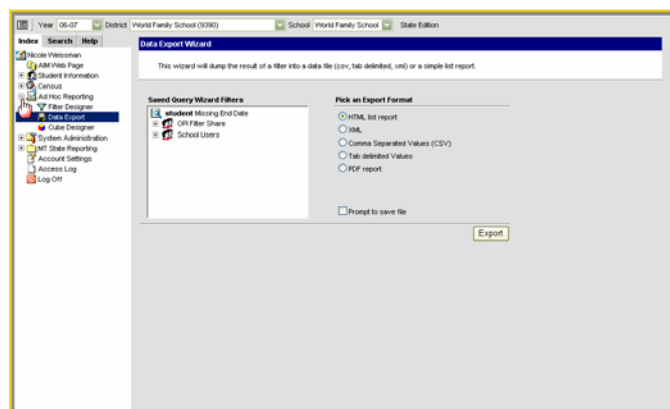 Year 06-07 District World Family School (9390) School World Family School State Edition
Index Search Help
Nicole Weissman
AIM Web Page
Student Information
Census
Ad Hoc Reporting
Filter Designer
Data Export
Cube Designer
System Administration
MT State Reporting
Account Settings
Access Log
Log Off
Data Export Wizard
This wizard will dump the result of a filter into a data file (csv, tab delimited, xml) or a simple list report.
Saved Query Wizard Filters
student Missing End Date
OPI Filter Share
School Users
Pick an Export Format
HTML list report
XML
Comma Separated Values (CSV)
Tab delimited Values
PDF report
Prompt to save file
Export